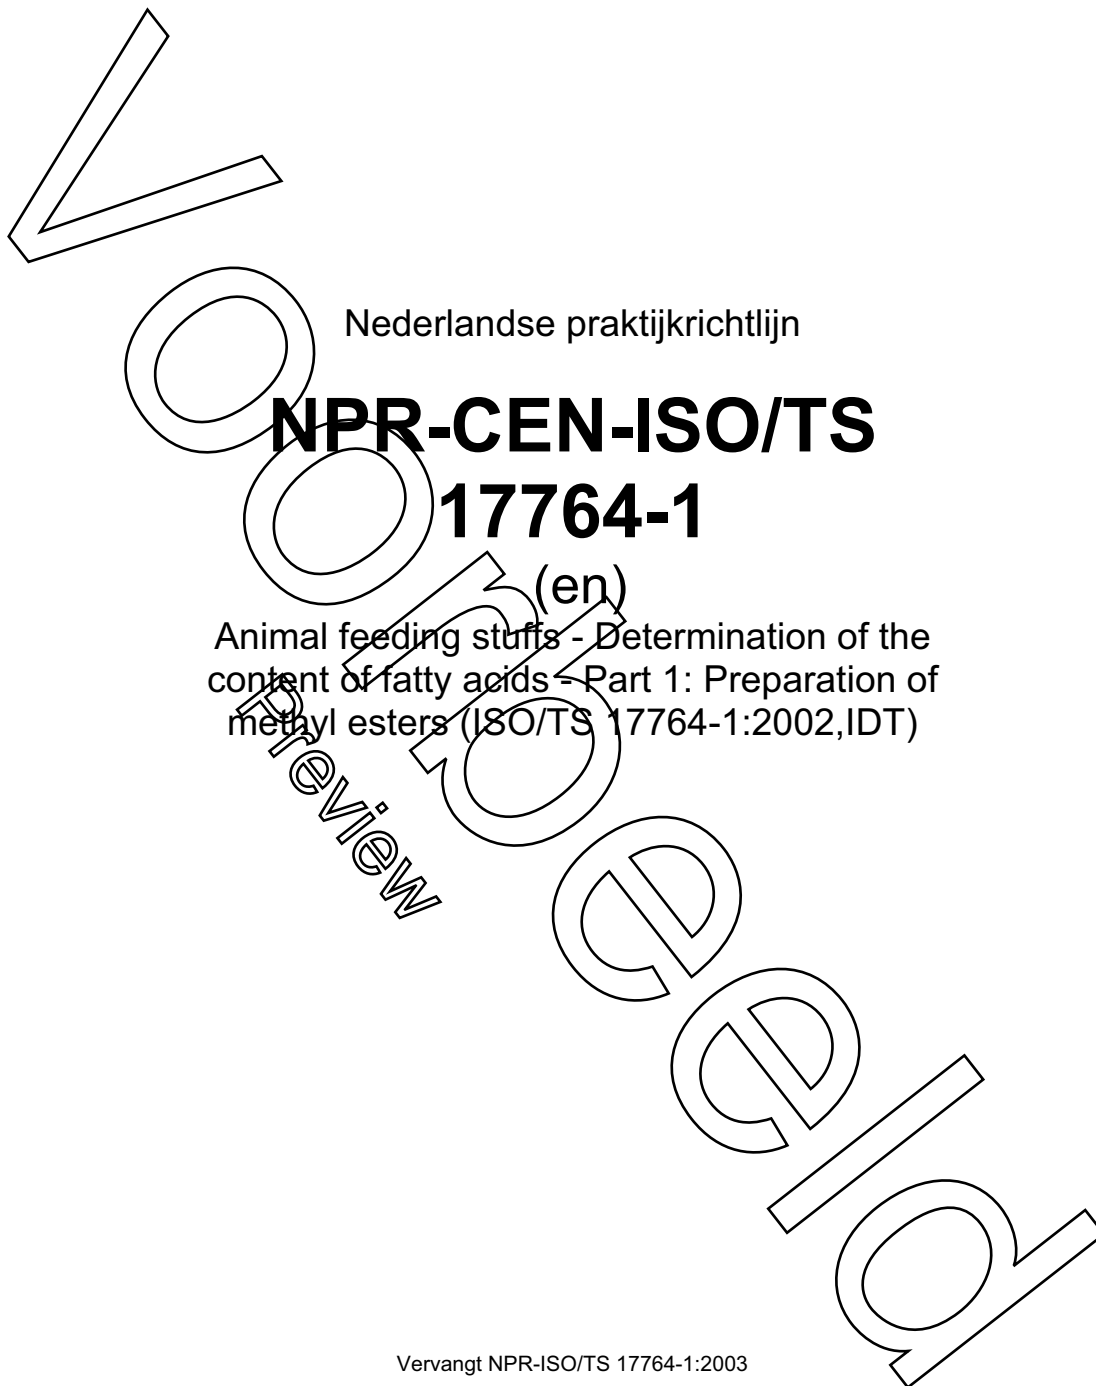 Nederlandse praktijkrichtlijn
NPR-CEN-ISO/TS
17764-1
(en)
Animal feeding stuffs - Determination of the
content of fatty acids - Part 1: Preparation of
methyl esters (ISO/TS 17764-1:2002,IDT)
Voorbeeld
Preview
Vervangt NPR-ISO/TS 17764-1:2003